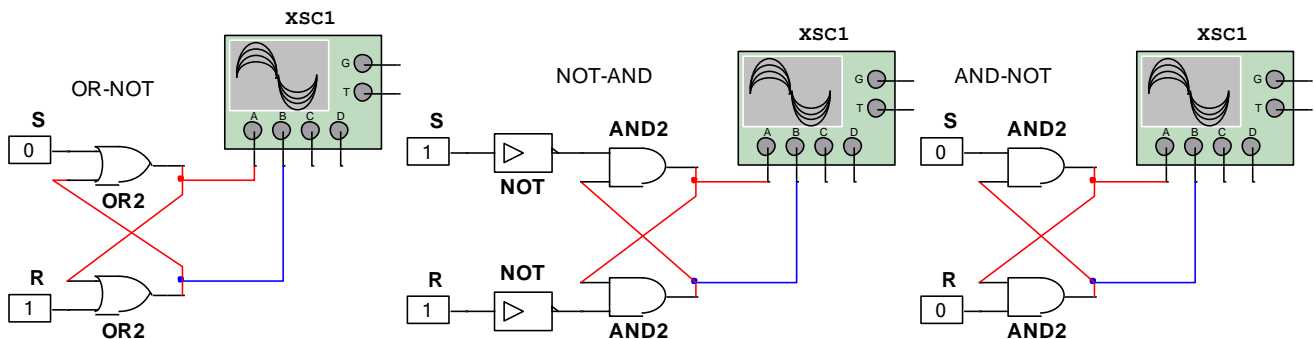 XSC1
G
T
A B C D
OR-NOT
S
0
OR2
R
1
OR2
XSC1
G
T
A B C D
NOT-AND
S
1
NOT
AND2
NOT
R
1
AND2
XSC1
G
T
A B C D
AND-NOT
S
0
AND2
R
0
AND2